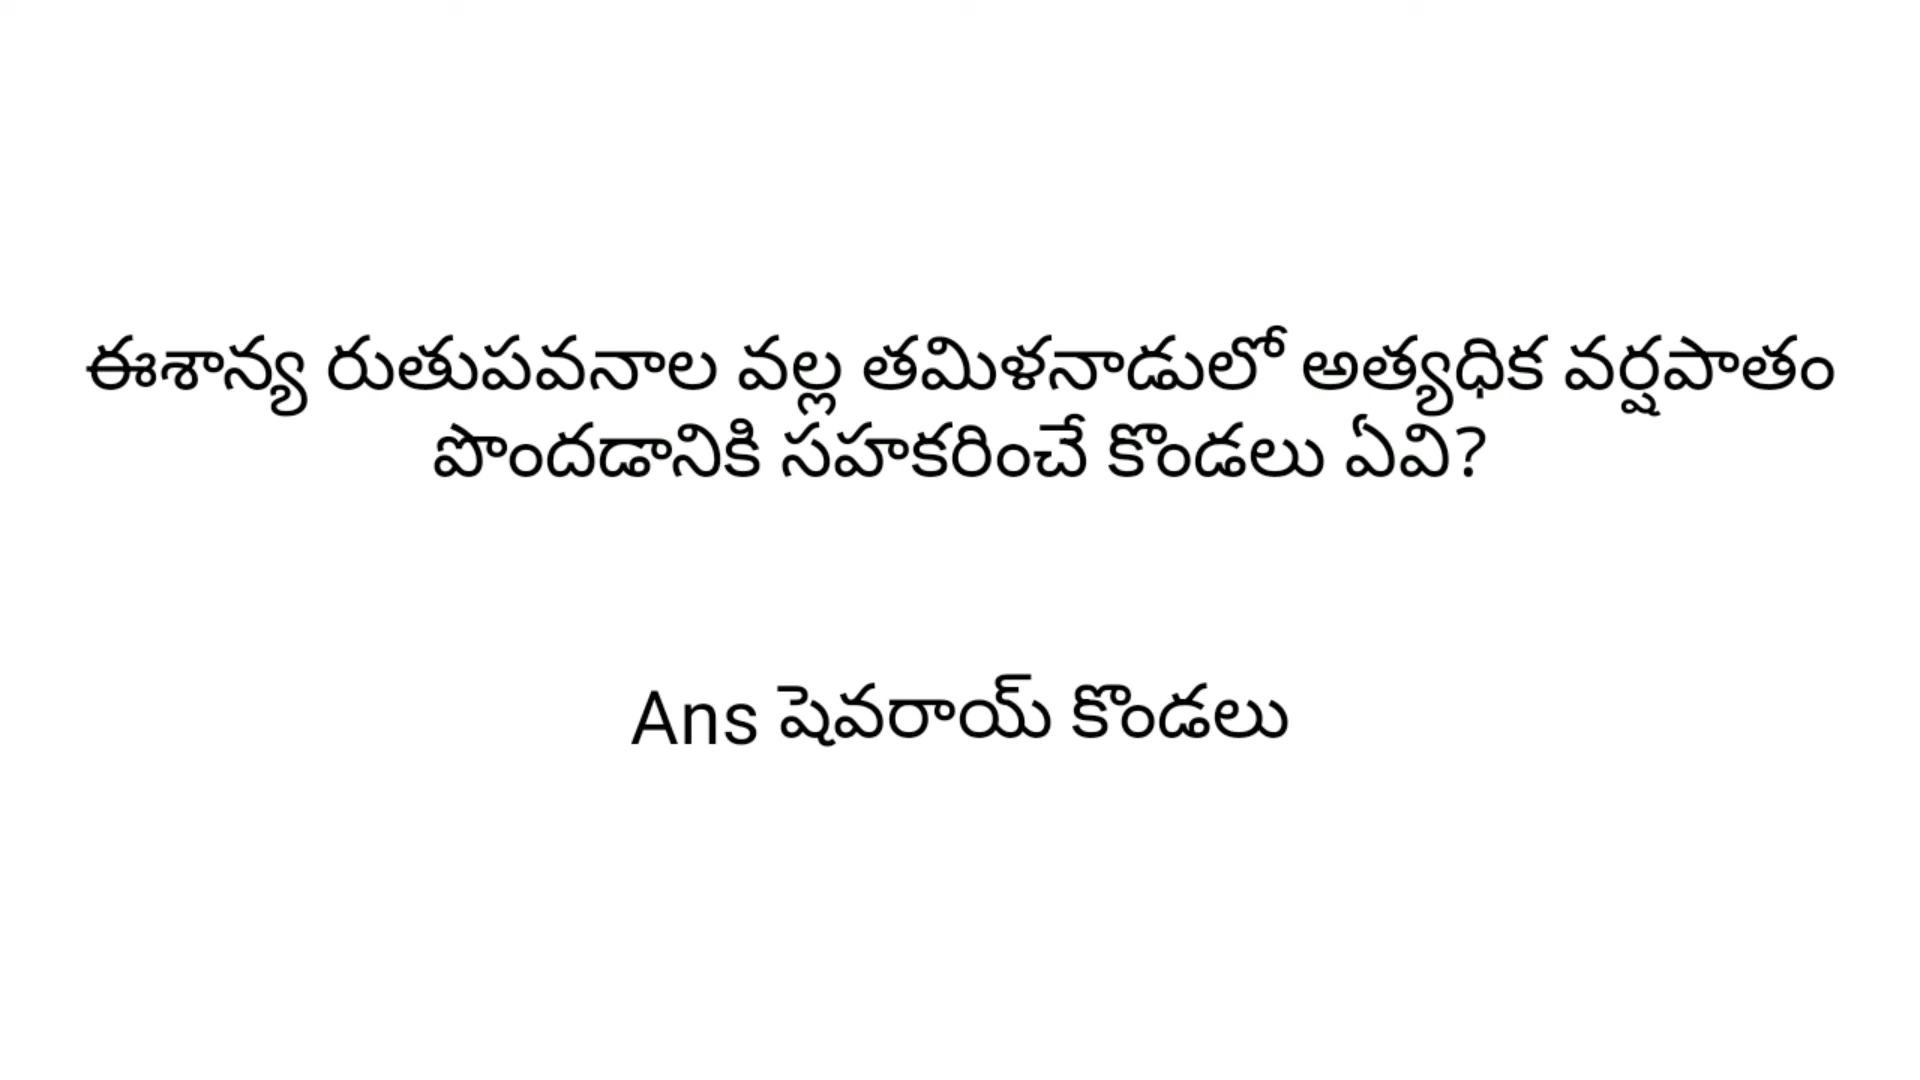 ఈశాన్య రుతుపవనాల వల్ల తమిళనాడులో అత్యధిక వర్షపాతం
పొందడానికి సహకరించే కొండలు ఏవి?
Ans షెవరాయ్ కొండలు